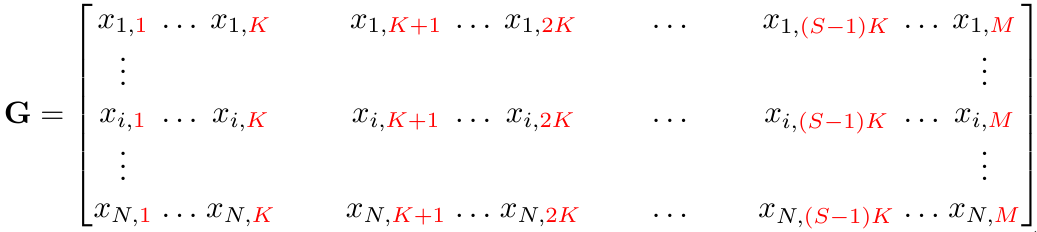 x_{1,1} … x_{1,K} x_{1,K+1} … x_{1,2K} … x_{1,(S−1)K} … x_{1,M}
⋮ ⋮
G = x_{i,1} … x_{i,K} x_{i,K+1} … x_{i,2K} … x_{i,(S−1)K} … x_{i,M}
⋮ ⋮
x_{N,1} … x_{N,K} x_{N,K+1} … x_{N,2K} … x_{N,(S−1)K} … x_{N,M}